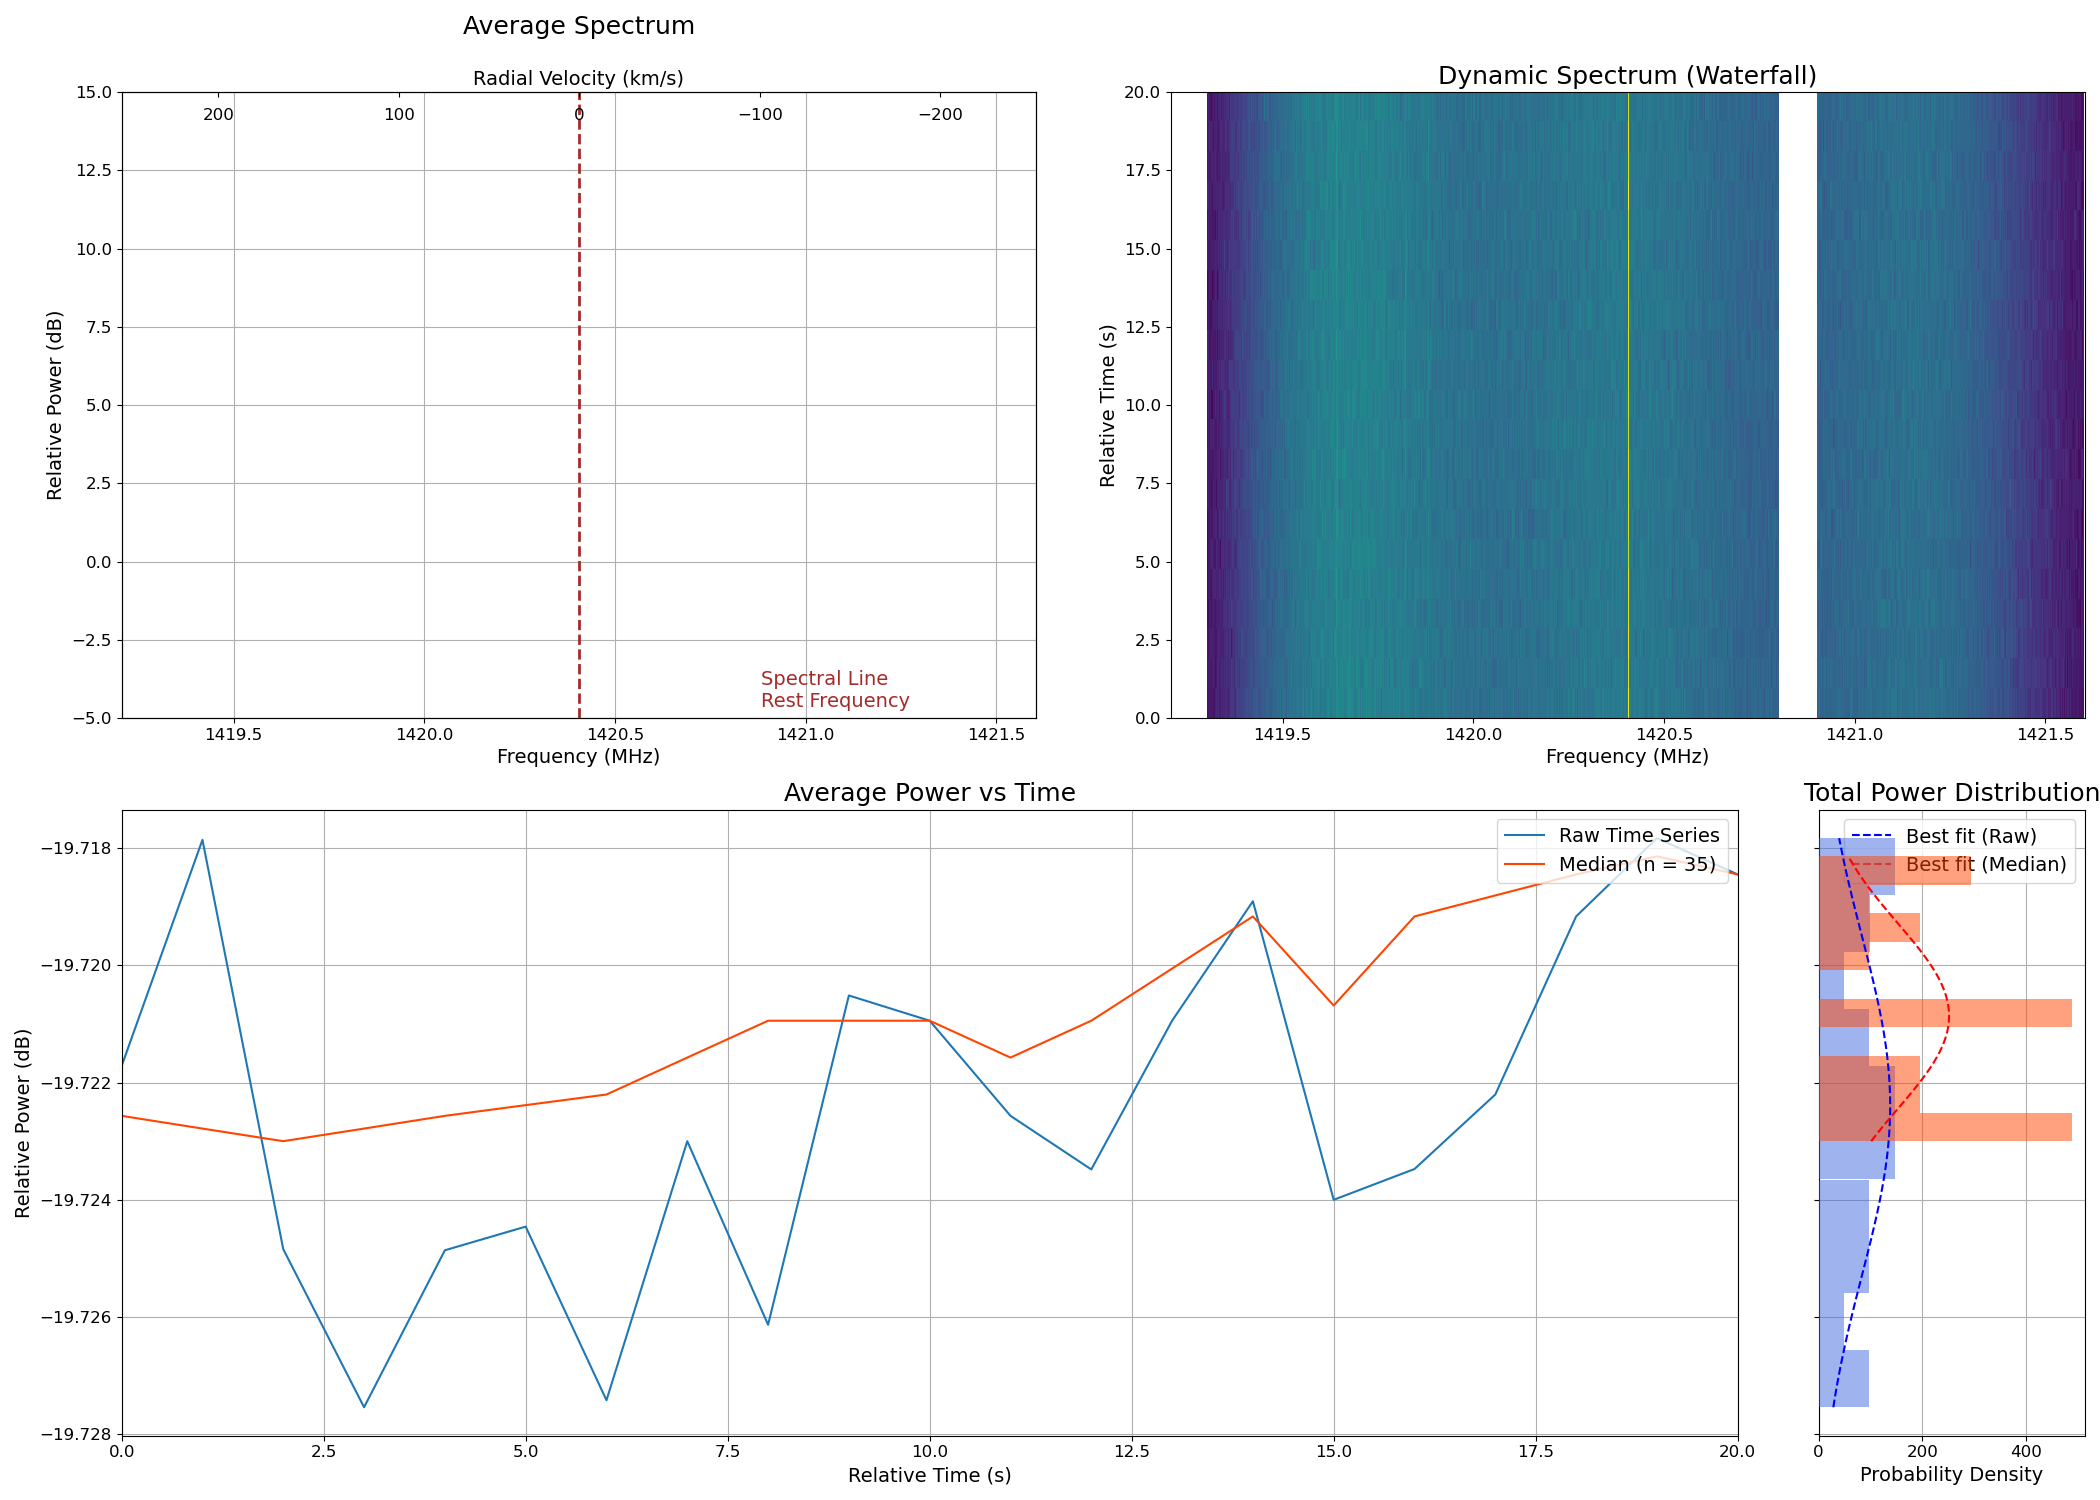 Average Spectrum
Radial Velocity (km/s)
200 100 0 −100 −200
15.0
12.5
10.0
7.5
5.0
2.5
0.0
−2.5
−5.0
Relative Power (dB)
Spectral Line
Rest Frequency
1419.5 1420.0 1420.5 1421.0 1421.5
Frequency (MHz)
Dynamic Spectrum (Waterfall)
20.0
17.5
15.0
12.5
10.0
7.5
5.0
2.5
0.0
Relative Time (s)
1419.5 1420.0 1420.5 1421.0 1421.5
Frequency (MHz)
Average Power vs Time
−19.718
−19.720
−19.722
−19.724
−19.726
−19.728
Relative Power (dB)
Raw Time Series
Median (n = 35)
0.0 2.5 5.0 7.5 10.0 12.5 15.0 17.5 20.0
Relative Time (s)
Total Power Distribution
Best fit (Raw)
Best fit (Median)
0 200 400
Probability Density